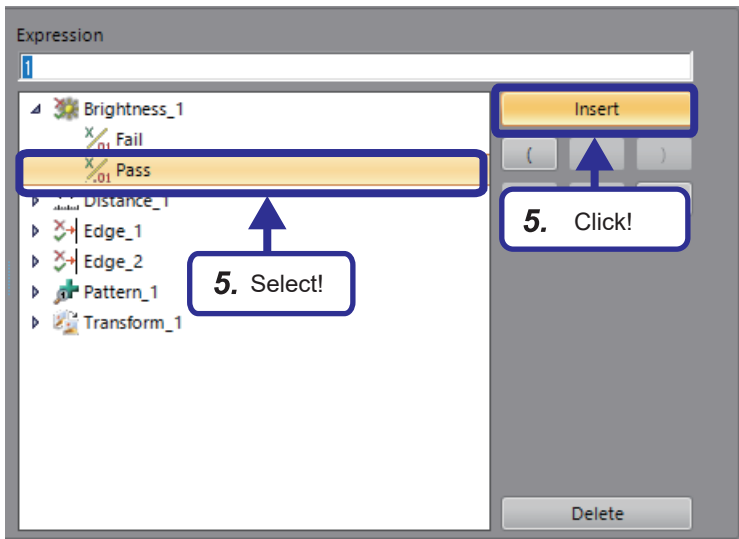 Expression
1
Brightness_1
Insert
Fail
( )
Pass
Distance_1
5. Click!
Edge_1
Edge_2
5. Select!
Pattern_1
Transform_1
Delete